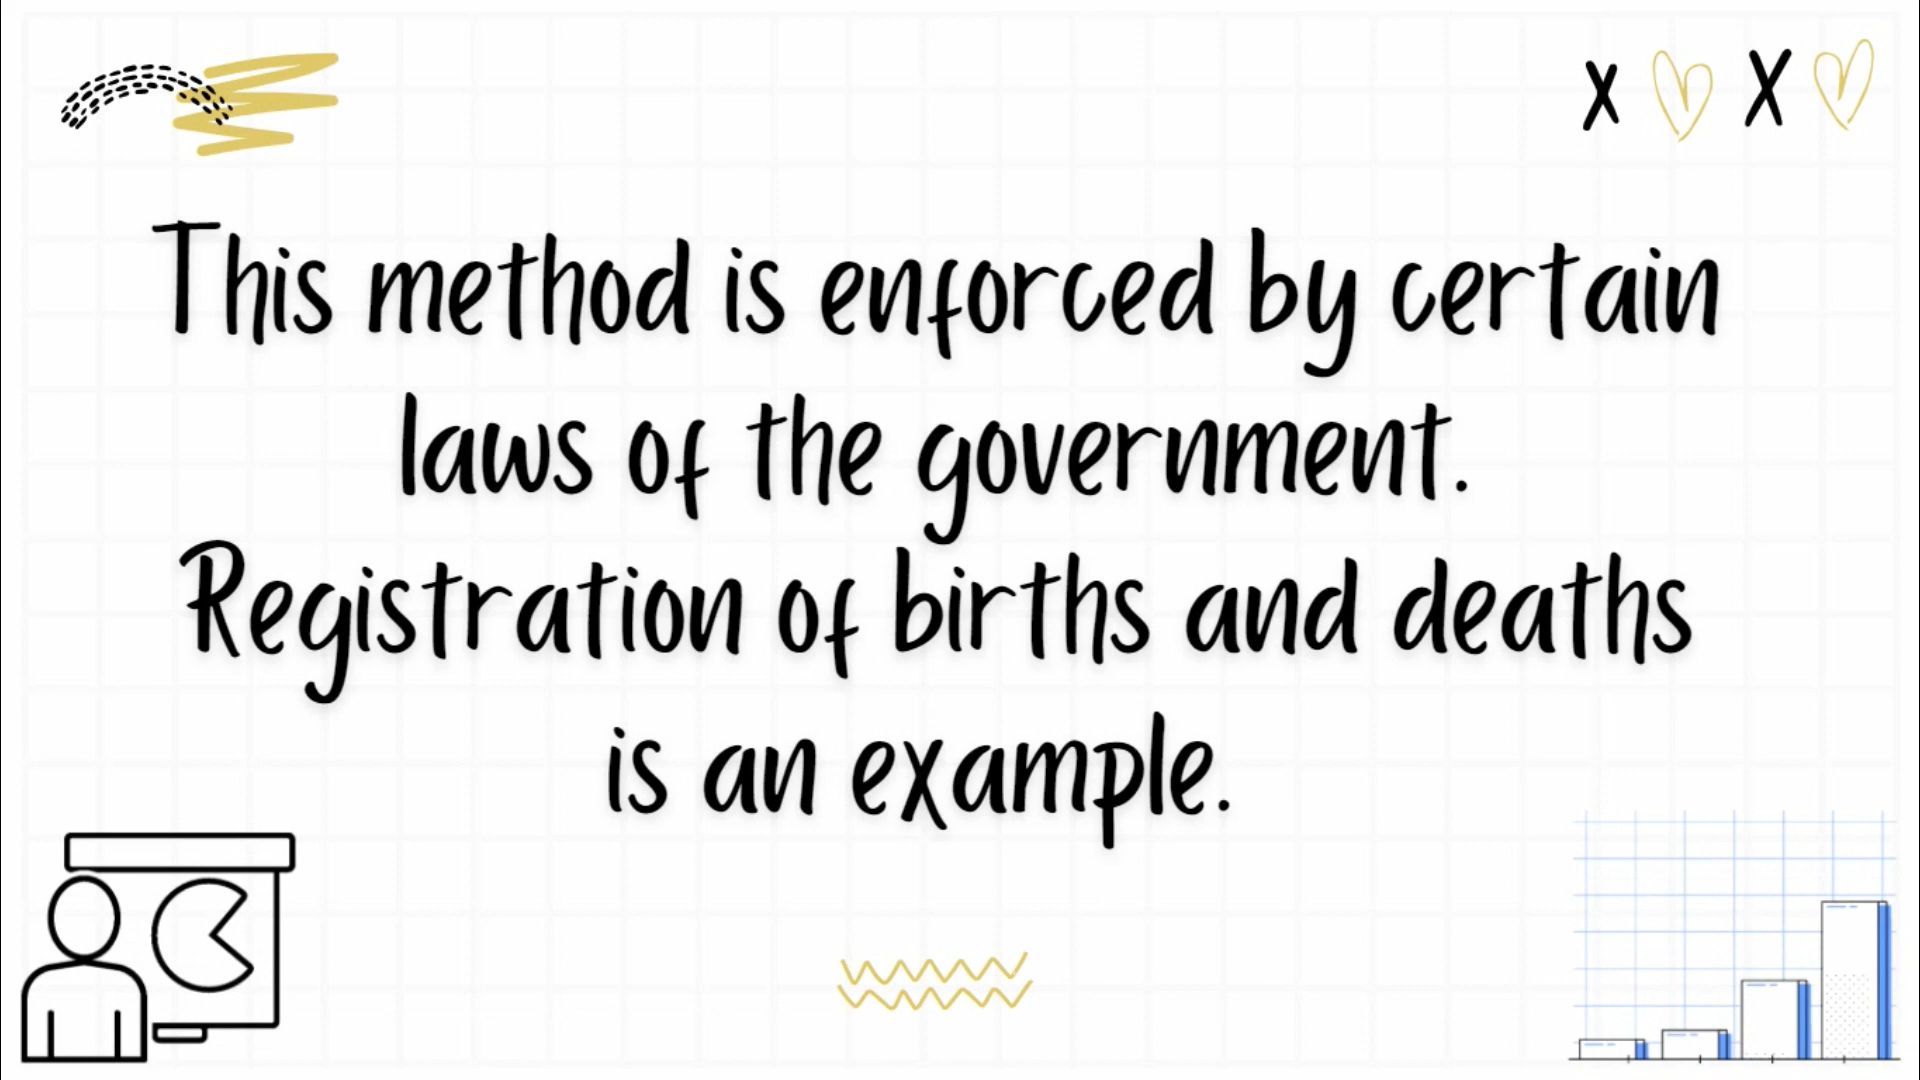 This method is enforced by certain
laws of the government.
Registration of births and deaths
is an example.